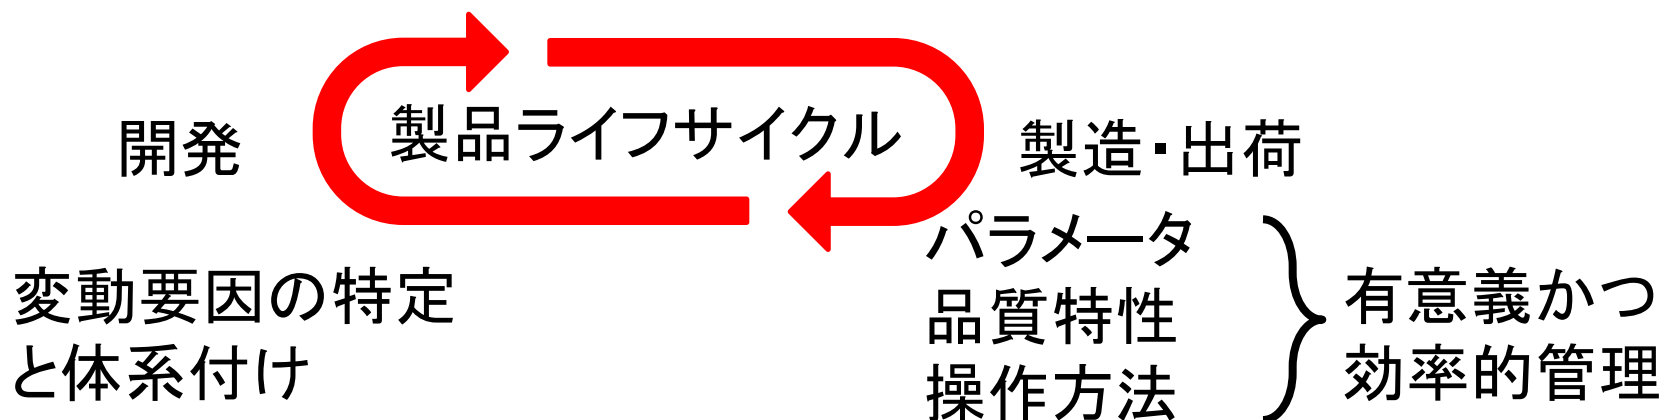 製品ライフサイクル
開発
製造・出荷
変動要因の特定
と体系付け
パラメータ
品質特性
操作方法
有意義かつ
効率的管理